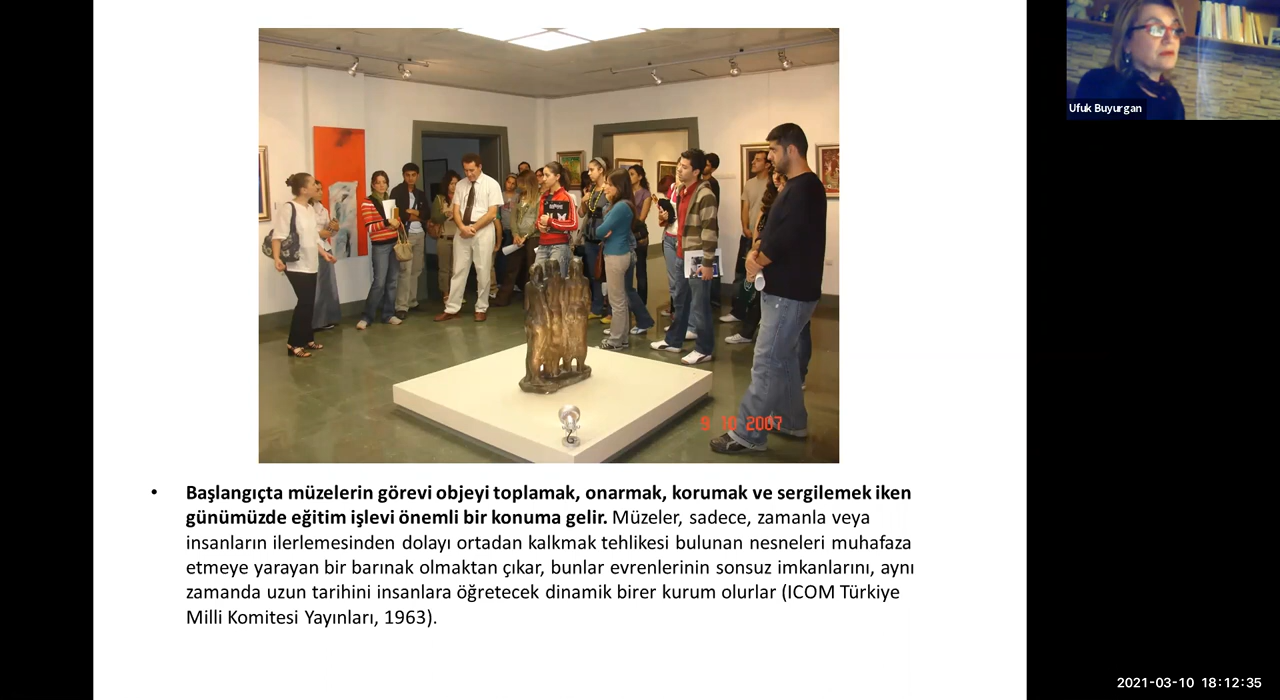 Ufuk Buyurgan
9 10 2007
• Başlangıçta müzelerin görevi objeyi toplamak, onarmak, korumak ve sergilemek iken
günümüzde eğitim işlevi önemli bir konuma gelir. Müzeler, sadece, zamanla veya
insanların ilerlemesinden dolayı ortadan kalkmak tehlikesi bulunan nesneleri muhafaza
etmeye yarayan bir barınak olmaktan çıkar, bunlar evrenlerinin sonsuz imkanlarını, aynı
zamanda uzun tarihini insanlara öğretecek dinamik birer kurum olurlar (ICOM Türkiye
Milli Komitesi Yayınları, 1963).
2021-03-10 18:12:35